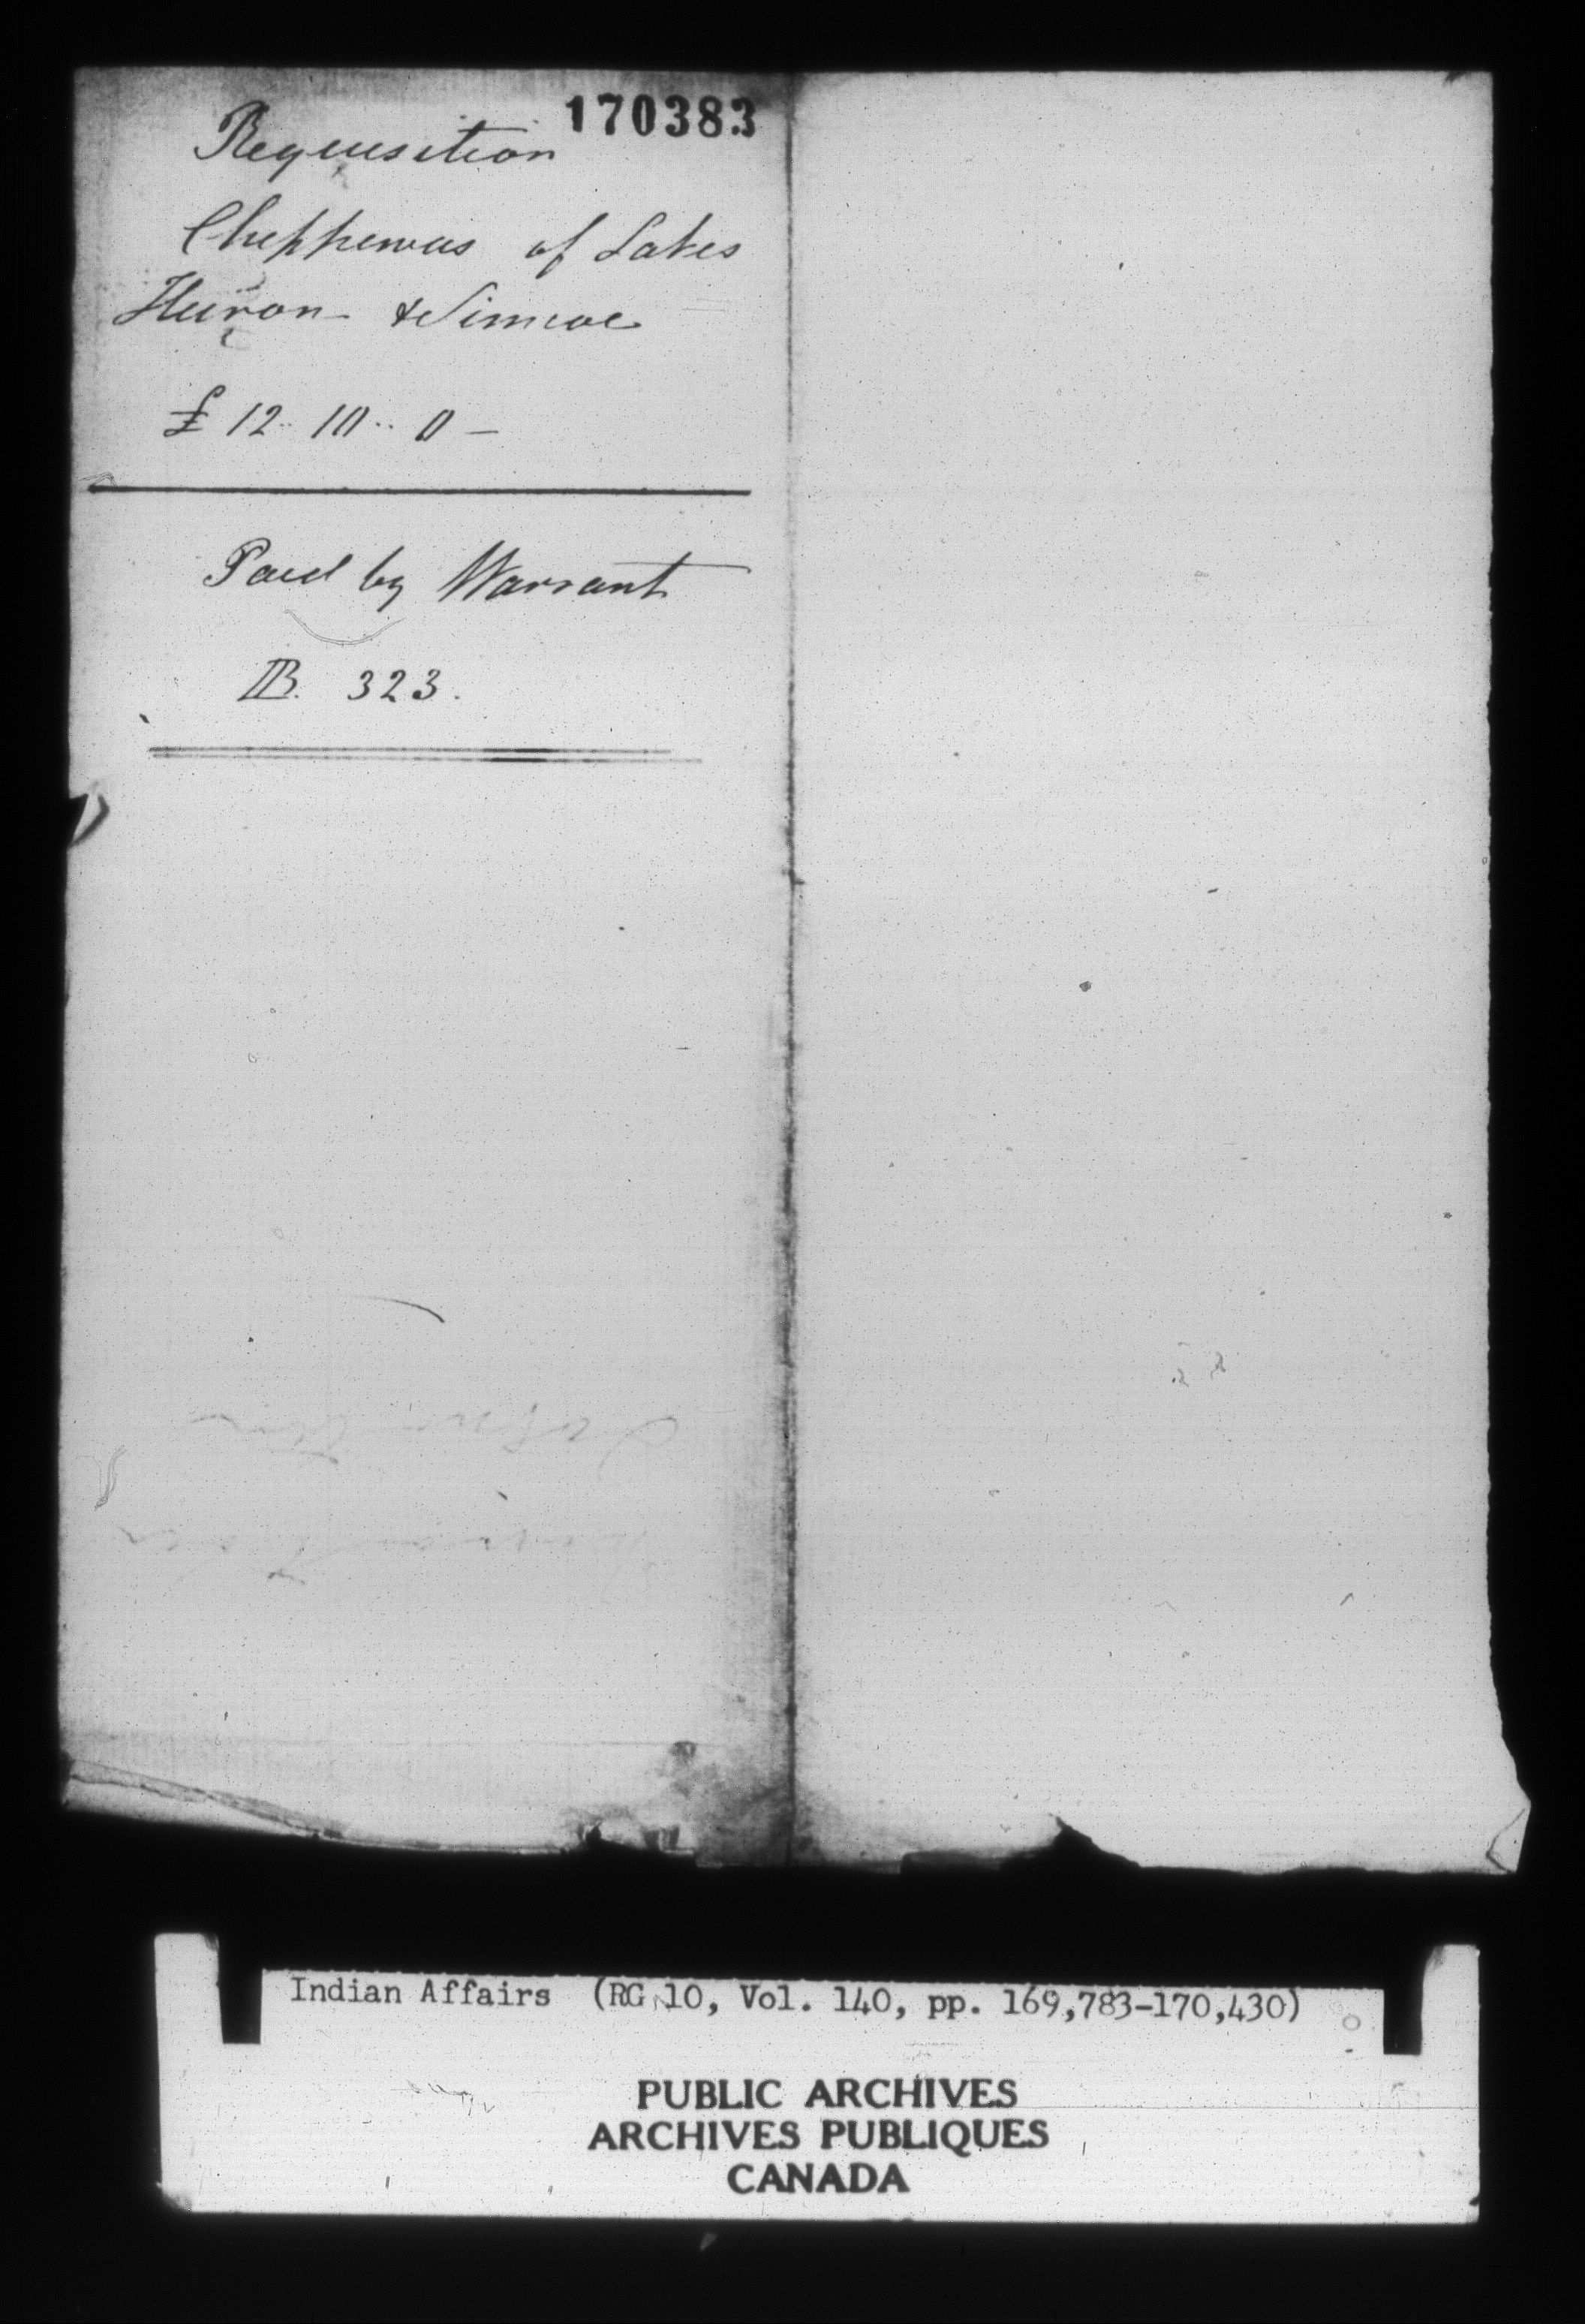 170383
Requisition
Chippewas of Lakes
Huron & Simcoe
£ 12 .. 10 .. 0 —
Paid by Warrant
B. 323.
Indian Affairs (RG 10, Vol. 140, pp. 169,783-170,430)
PUBLIC ARCHIVES
ARCHIVES PUBLIQUES
CANADA